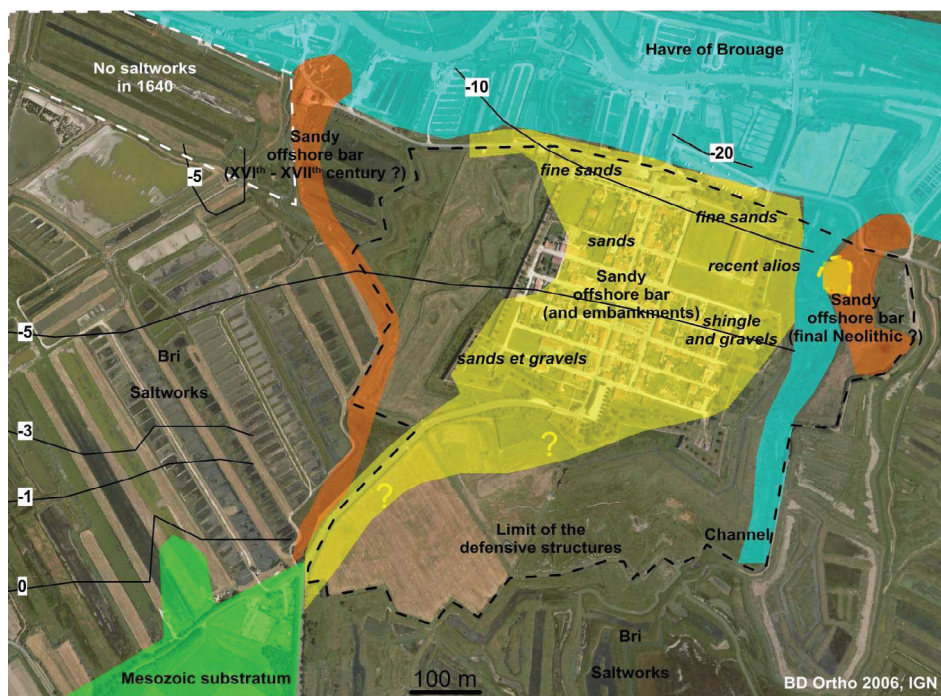 Havre of Brouage
No saltworks
in 1640
-10
Sandy
offshore bar
(XVIth - XVIIth century ?)
-5
-20
fine sands
fine sands
sands
recent alios
Sandy
offshore bar
(and embankments)
Sandy
offshore bar
(final Neolithic ?)
shingle
and gravels
-5
Bri
Saltworks
sands et gravels
-3
?
-1
?
Limit of the
defensive structures
Channel
0
Bri
Saltworks
Mesozoic substratum
100 m
BD Ortho 2006, IGN